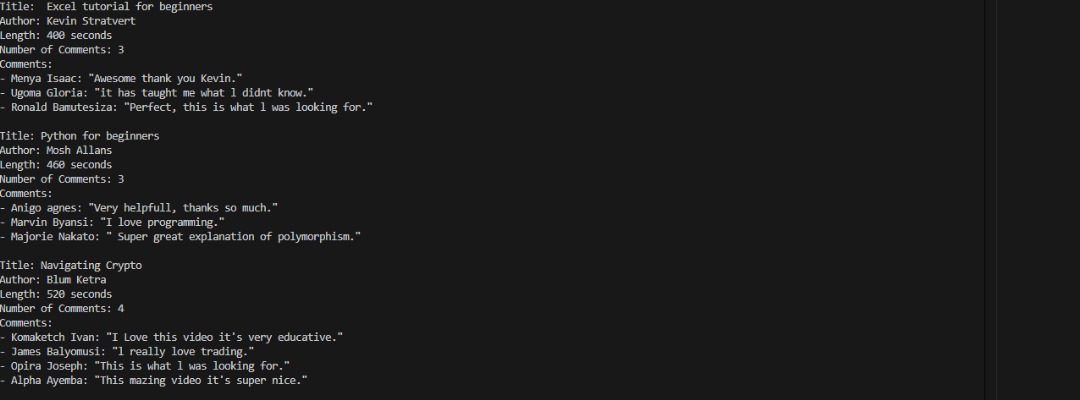 Title:  Excel tutorial for beginners
Author: Kevin Stratvert
Length: 400 seconds
Number of Comments: 3
Comments:
- Menya Isaac: "Awesome thank you Kevin."
- Ugoma Gloria: "it has taught me what l didnt know."
- Ronald Bamutesiza: "Perfect, this is what l was looking for."

Title: Python for beginners
Author: Mosh Allans
Length: 460 seconds
Number of Comments: 3
Comments:
- Anigo agnes: "Very helpfull, thanks so much."
- Marvin Byansi: "I love programming."
- Majorie Nakato: " Super great explanation of polymorphism."

Title: Navigating Crypto
Author: Blum Ketra
Length: 520 seconds
Number of Comments: 4
Comments:
- Komaketch Ivan: "I Love this video it's very educative."
- James Balyomusi: "l really love trading."
- Opira Joseph: "This is what l was looking for."
- Alpha Ayemba: "This mazing video it's super nice."